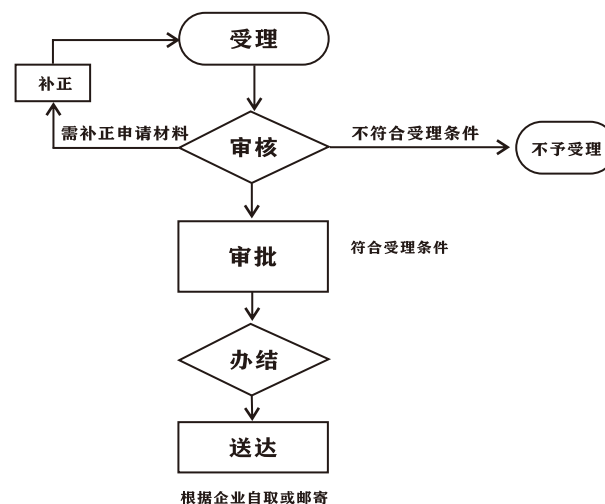 受理
补正
需补正申请材料
不符合受理条件
审核
不予受理
审批
符合受理条件
办结
送达
根据企业自取或邮寄